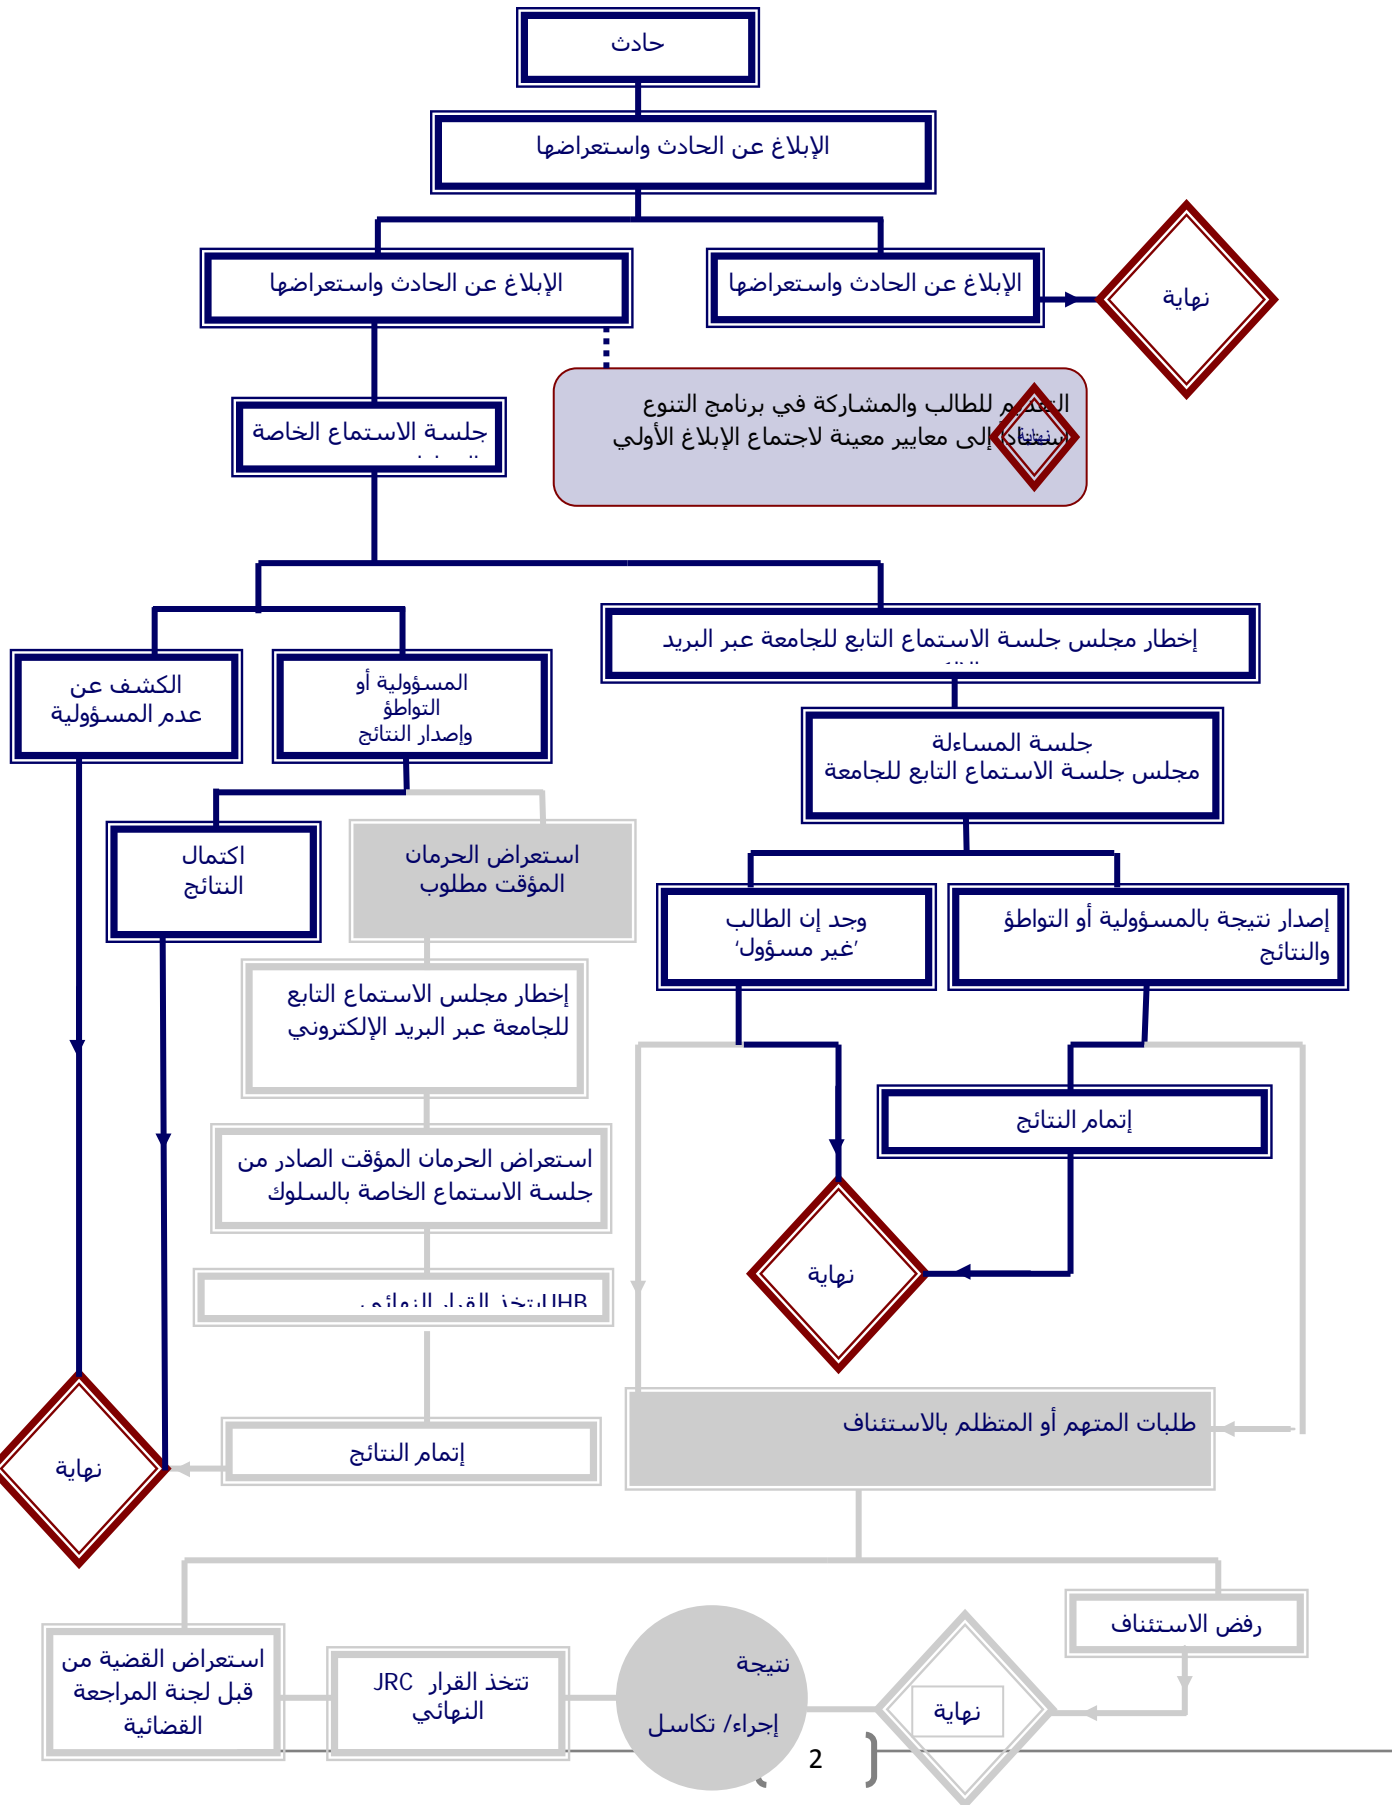 حادث
الإبلاغ عن الحادث واستعراضها
الإبلاغ عن الحادث واستعراضها
الإبلاغ عن الحادث واستعراضها
نهاية
التقديم للطالب والمشاركة في برنامج التنوع
استنادًا إلى معايير معينة لاجتماع الإبلاغ الأولي
نهاية
جلسة الاستماع الخاصة
إخطار مجلس جلسة الاستماع التابع للجامعة عبر البريد
الكشف عن
عدم المسؤولية
المسؤولية أو
التواطؤ
وإصدار النتائج
جلسة المساءلة
مجلس جلسة الاستماع التابع للجامعة
اكتمال
النتائج
استعراض الحرمان
المؤقت مطلوب
وجد إن الطالب
'غير مسؤول'
إصدار نتيجة بالمسؤولية أو التواطؤ
والنتائج
إخطار مجلس الاستماع التابع
للجامعة عبر البريد الإلكتروني
إتمام النتائج
استعراض الحرمان المؤقت الصادر من
جلسة الاستماع الخاصة بالسلوك
نهاية
UHB يتخذ القرار النهائي
طلبات المتهم أو المتظلم بالاستئناف
إتمام النتائج
نهاية
رفض الاستئناف
استعراض القضية من
قبل لجنة المراجعة
القضائية
تتخذ القرار JRC
النهائي
نتيجة
إجراء/ تكاسل
نهاية
2